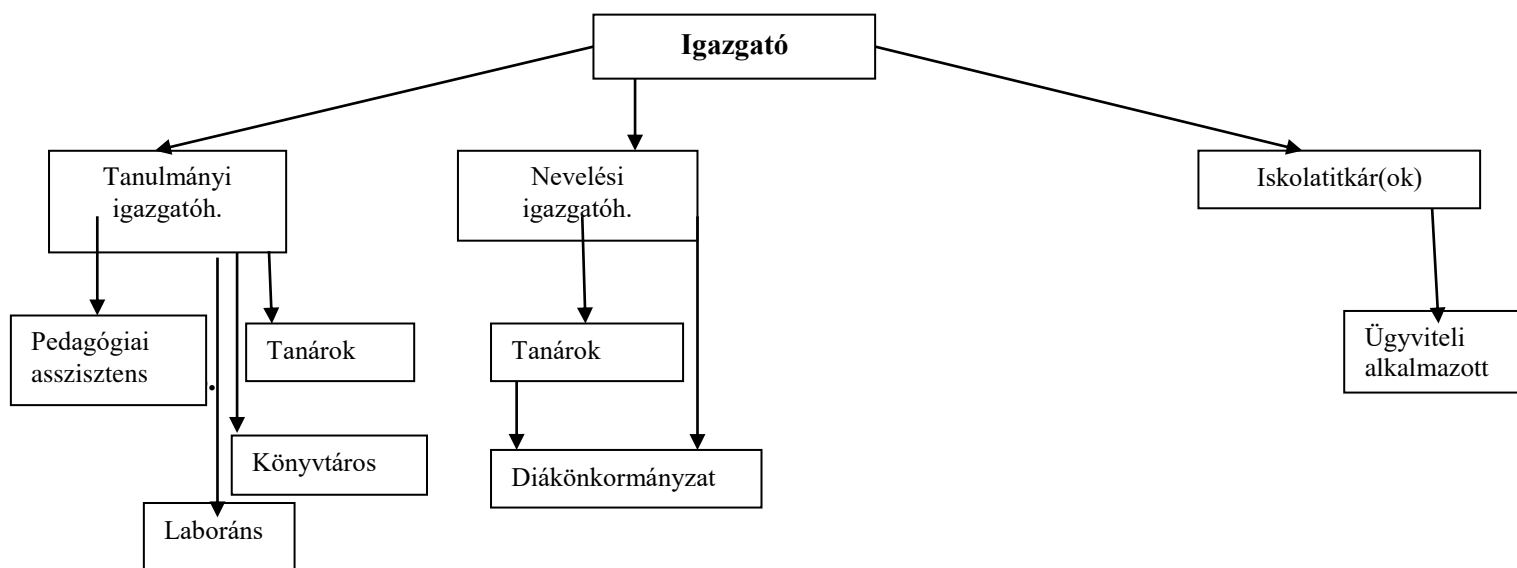 Igazgató
Tanulmányi
igazgatóh.
Nevelési
igazgatóh.
Iskolatitkár(ok)
Pedagógiai
asszisztens
Tanárok
Tanárok
Ügyviteli
alkalmazott
Könyvtáros
Diákönkormányzat
Laboráns